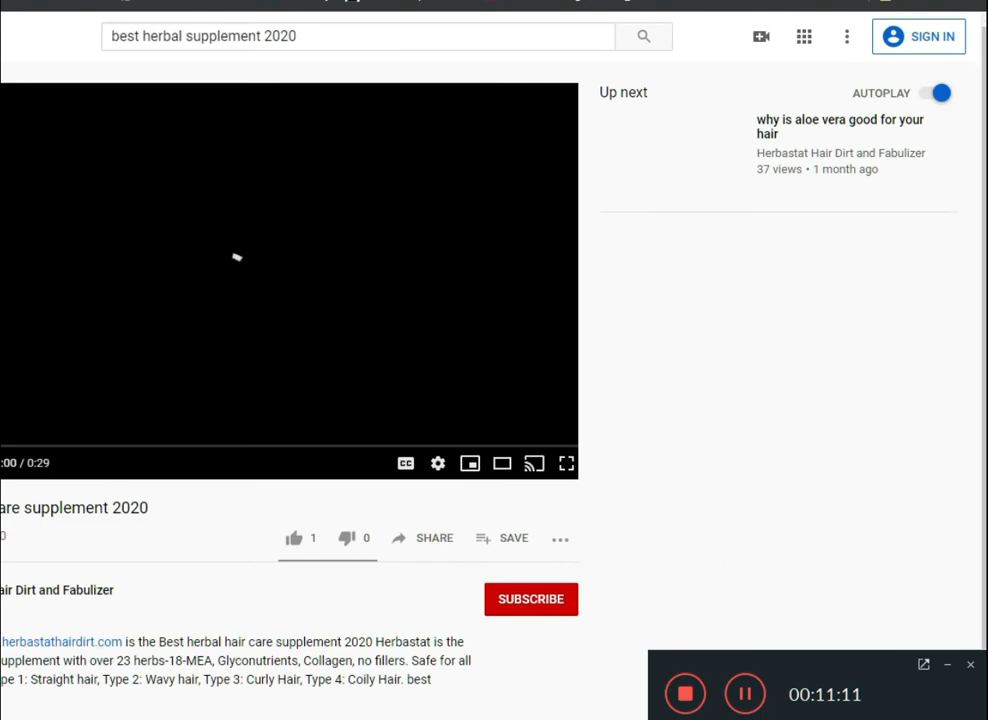 best herbal supplement 2020
SIGN IN
Up next
AUTOPLAY
why is aloe vera good for your
hair
Herbastat Hair Dirt and Fabulizer
37 views • 1 month ago
:00 / 0:29
CC
are supplement 2020
0
1
0
SHARE
SAVE
air Dirt and Fabulizer
SUBSCRIBE
herbastathairdirt.com is the Best herbal hair care supplement 2020 Herbastat is the
upplement with over 23 herbs-18-MEA, Glyconutrients, Collagen, no fillers. Safe for all
pe 1: Straight hair, Type 2: Wavy hair, Type 3: Curly Hair, Type 4: Coily Hair. best
00:11:11